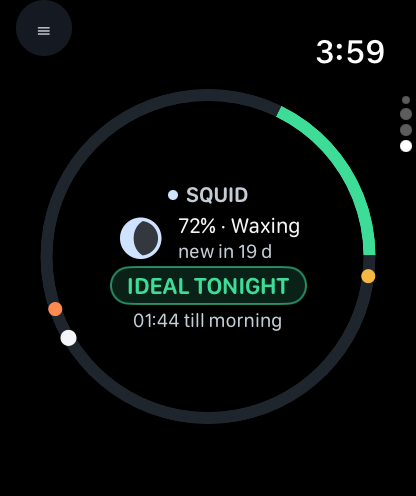 3:59
SQUID
72% · Waxing
new in 19 d
IDEAL TONIGHT
01:44 till morning